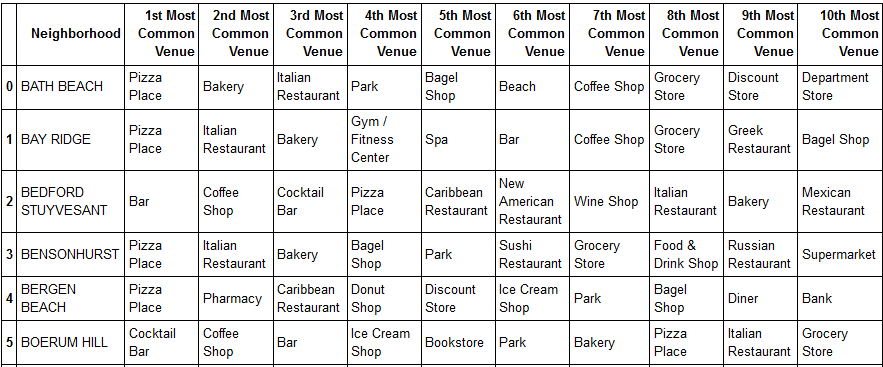 Neighborhood 1st Most Common Venue 2nd Most Common Venue 3rd Most Common Venue 4th Most Common Venue 5th Most Common Venue 6th Most Common Venue 7th Most Common Venue 8th Most Common Venue 9th Most Common Venue 10th Most Common Venue
0 BATH BEACH Pizza Place Bakery Italian Restaurant Park Bagel Shop Beach Coffee Shop Grocery Store Discount Store Department Store
1 BAY RIDGE Pizza Place Italian Restaurant Bakery Gym / Fitness Center Spa Bar Coffee Shop Grocery Store Greek Restaurant Bagel Shop
2 BEDFORD STUYVESANT Bar Coffee Shop Cocktail Bar Pizza Place Caribbean Restaurant New American Restaurant Wine Shop Italian Restaurant Bakery Mexican Restaurant
3 BENSONHURST Pizza Place Italian Restaurant Bakery Bagel Shop Park Sushi Restaurant Grocery Store Food & Drink Shop Russian Restaurant Supermarket
4 BERGEN BEACH Pizza Place Pharmacy Caribbean Restaurant Donut Shop Discount Store Ice Cream Shop Park Bagel Shop Diner Bank
5 BOERUM HILL Cocktail Bar Coffee Shop Bar Ice Cream Shop Bookstore Park Bakery Pizza Place Italian Restaurant Grocery Store